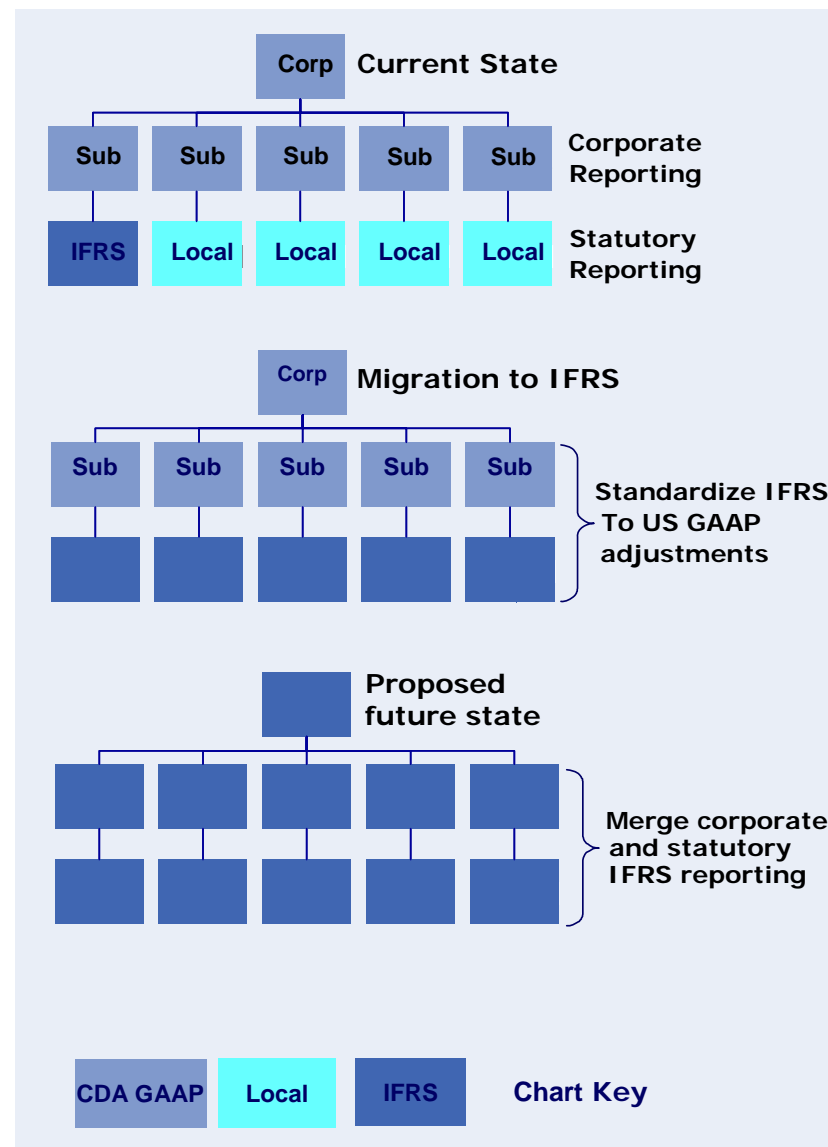 Corp
Current State
Sub Sub Sub Sub Sub
Corporate
Reporting
IFRS Local Local Local Local
Statutory
Reporting
Corp
Migration to IFRS
Sub Sub Sub Sub Sub
Standardize IFRS
To US GAAP
adjustments
Proposed
future state
Merge corporate
and statutory
IFRS reporting
CDA GAAP Local IFRS Chart Key